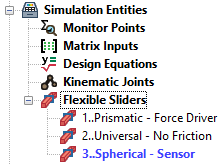 Simulation Entities
Monitor Points
Matrix Inputs
Design Equations
Kinematic Joints
Flexible Sliders
1..Prismatic - Force Driver
2..Universal - No Friction
3..Spherical - Sensor